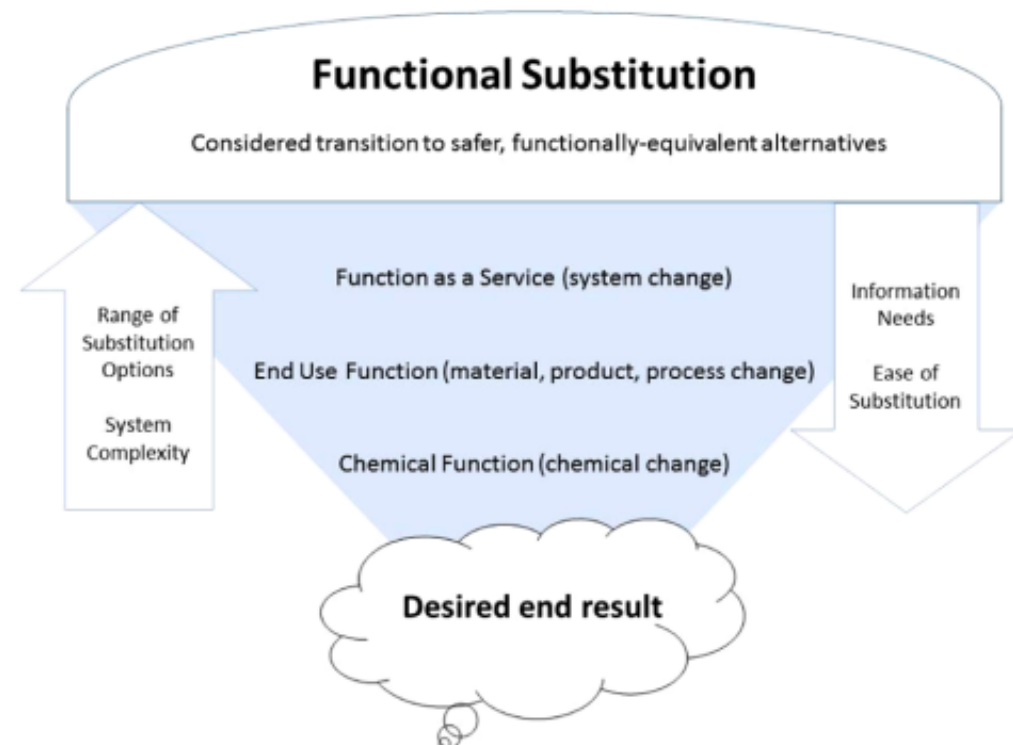 Functional Substitution
Considered transition to safer, functionally-equivalent alternatives
Function as a Service (system change)
End Use Function (material, product, process change)
Chemical Function (chemical change)
Range of
Substitution
Options
System
Complexity
Information
Needs
Ease of
Substitution
Desired end result